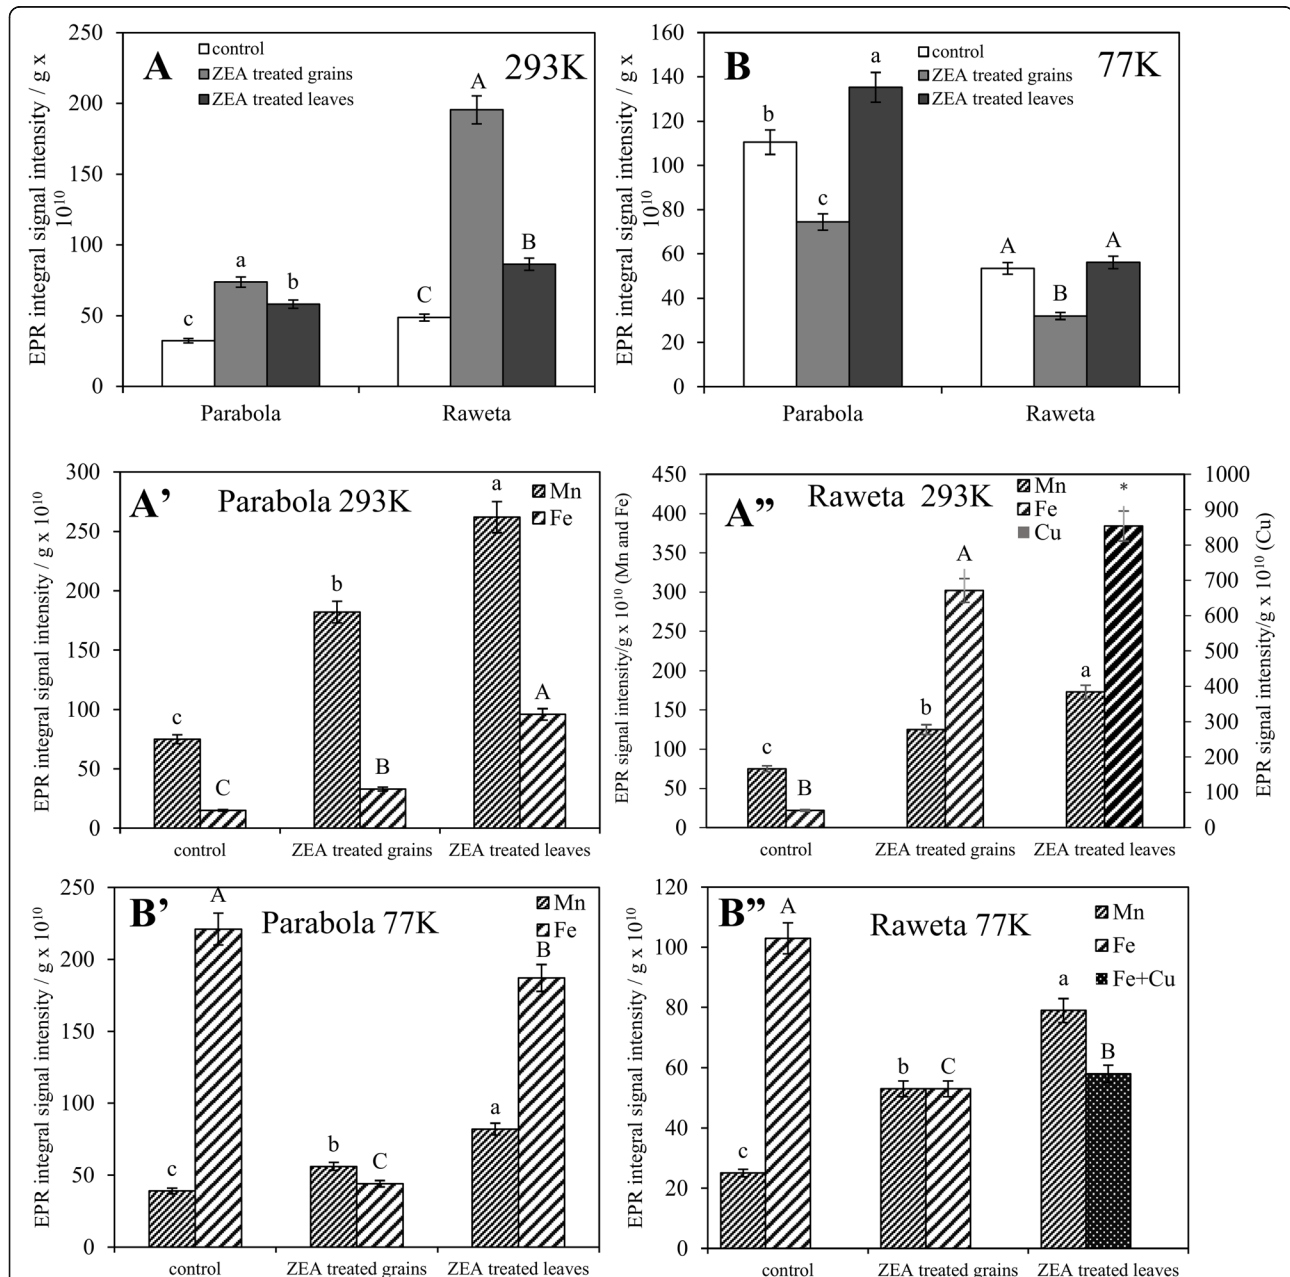 A
293K
control
ZEA treated grains
ZEA treated leaves
EPR integral signal intensity / g x
10^10
250
200
150
100
50
0
c
a
b
C
A
B
Parabola
Raweta
B
77K
control
ZEA treated grains
ZEA treated leaves
EPR integral signal intensity / g x
10^10
160
140
120
100
80
60
40
20
0
b
c
a
A
B
A
Parabola
Raweta
A’
Parabola 293K
Mn
Fe
EPR integral signal intensity / g x 10^10
300
250
200
150
100
50
0
c
C
b
B
a
A
control
ZEA treated grains
ZEA treated leaves
A”
Raweta 293K
Mn
Fe
Cu
EPR signal intensity/g x 10^10 (Mn and Fe)
450
400
350
300
250
200
150
100
50
0
c
B
b
A
a
*
1000
900
800
700
600
500
400
300
200
100
0
EPR signal intensity/g x 10^10 (Cu)
control
ZEA treated grains
ZEA treated leaves
B’
Parabola 77K
Mn
Fe
EPR integral signal intensity / g x 10^10
250
200
150
100
50
0
c
A
b
C
a
B
control
ZEA treated grains
ZEA treated leaves
B”
Raweta 77K
Mn
Fe
Fe+Cu
EPR integral signal intensity / g x 10^10
120
100
80
60
40
20
0
c
A
b
C
a
B
control
ZEA treated grains
ZEA treated leaves